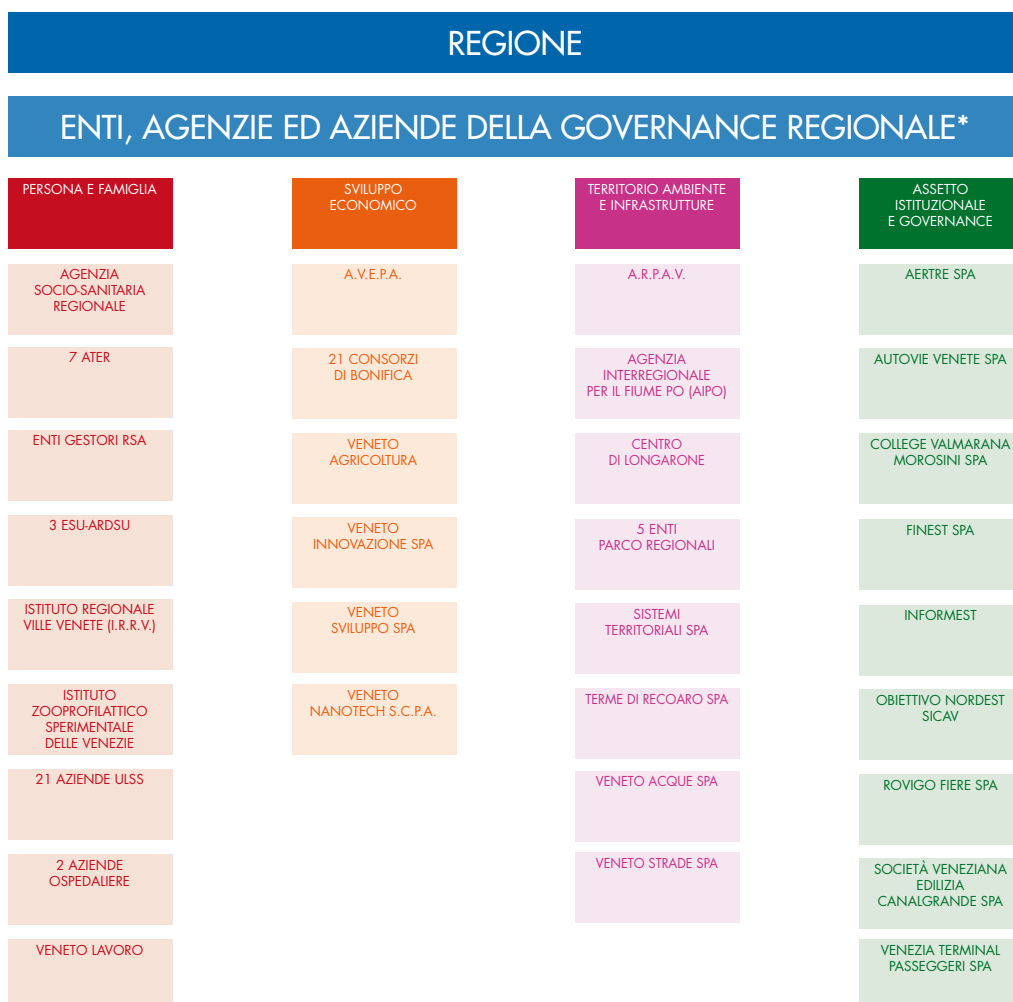 REGIONE
ENTI, AGENZIE ED AZIENDE DELLA GOVERNANCE REGIONALE*
PERSONA E FAMIGLIA
AGENZIA
SOCIO-SANITARIA
REGIONALE
7 ATER
ENTI GESTORI RSA
3 ESU-ARDSU
ISTITUTO REGIONALE
VILLE VENETE (I.R.R.V.)
ISTITUTO
ZOOPROFILATTICO
SPERIMENTALE
DELLE VENEZIE
21 AZIENDE ULSS
2 AZIENDE
OSPEDALIERE
VENETO LAVORO
SVILUPPO
ECONOMICO
A.V.E.P.A.
21 CONSORZI
DI BONIFICA
VENETO
AGRICOLTURA
VENETO
INNOVAZIONE SPA
VENETO
SVILUPPO SPA
VENETO
NANOTECH S.C.P.A.
TERRITORIO AMBIENTE
E INFRASTRUTTURE
A.R.P.A.V.
AGENZIA
INTERREGIONALE
PER IL FIUME PO (AIPO)
CENTRO
DI LONGARONE
5 ENTI
PARCO REGIONALI
SISTEMI
TERRITORIALI SPA
TERME DI RECOARO SPA
VENETO ACQUE SPA
VENETO STRADE SPA
ASSETTO
ISTITUZIONALE
E GOVERNANCE
AERTRE SPA
AUTOVIE VENETE SPA
COLLEGE VALMARANA
MOROSINI SPA
FINEST SPA
INFORMEST
OBIETTIVO NORDEST
SICAV
ROVIGO FIERE SPA
SOCIETÀ VENEZIANA
EDILIZIA
CANALGRANDE SPA
VENEZIA TERMINAL
PASSEGGERI SPA